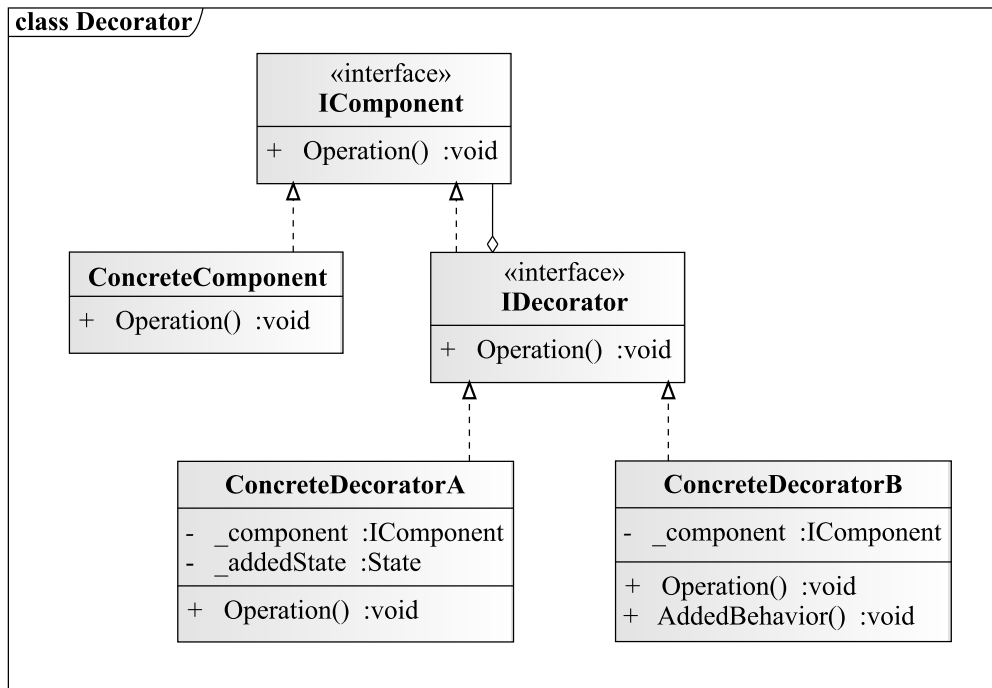 class Decorator
«interface»
IComponent
+ Operation() :void
ConcreteComponent
+ Operation() :void
«interface»
IDecorator
+ Operation() :void
ConcreteDecoratorA
- _component :IComponent
- _addedState :State
+ Operation() :void
ConcreteDecoratorB
- _component :IComponent
+ Operation() :void
+ AddedBehavior() :void